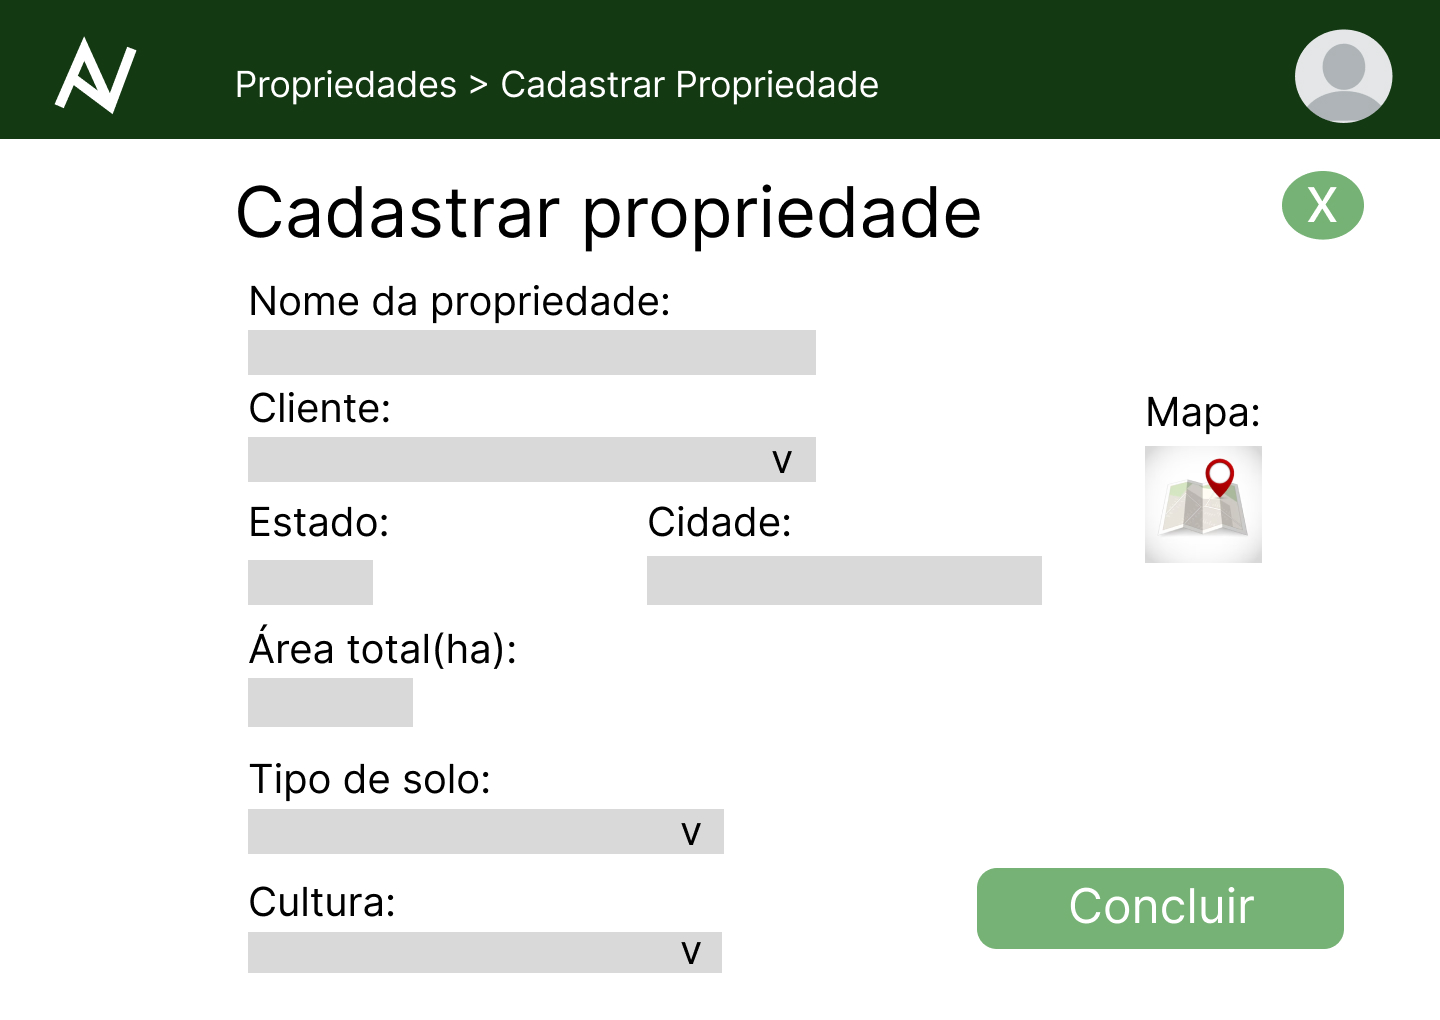 Propriedades > Cadastrar Propriedade
Cadastrar propriedade
X
Nome da propriedade:
Cliente:
v
Mapa:
Estado:
Cidade:
Área total(ha):
Tipo de solo:
v
Cultura:
v
Concluir